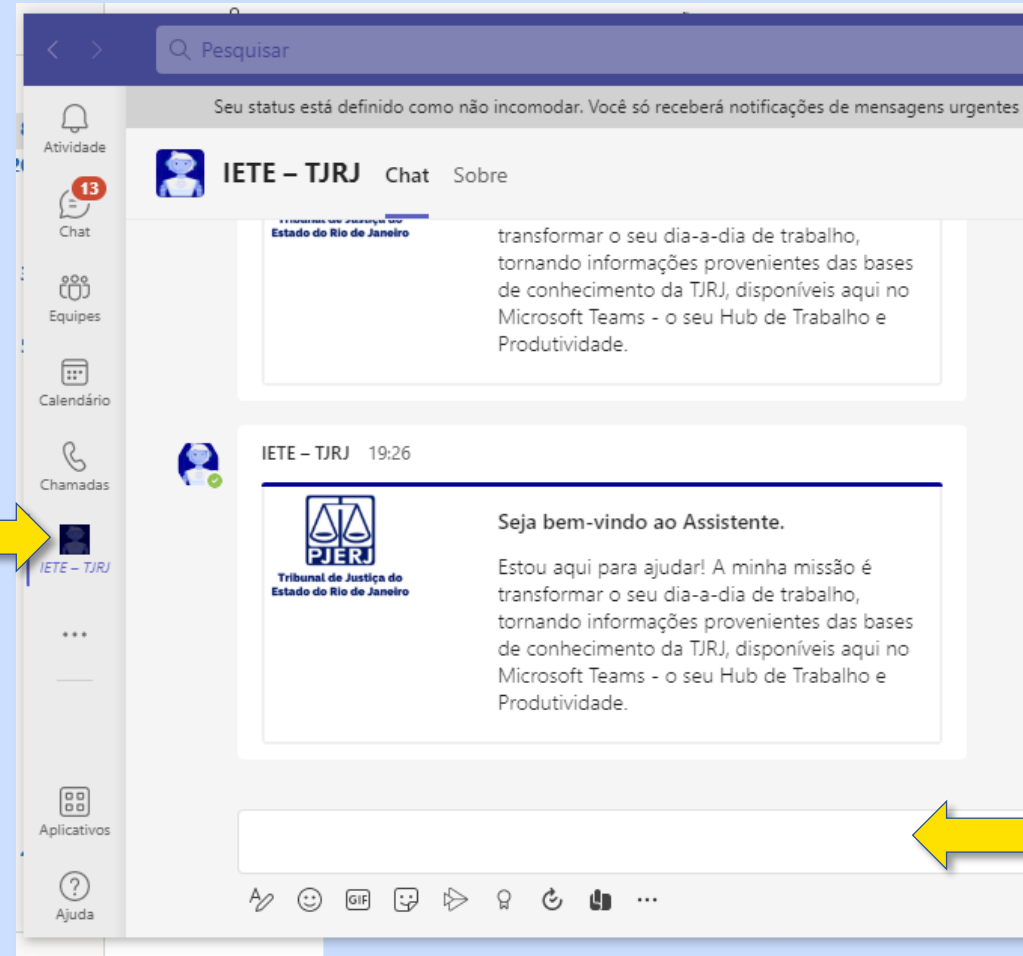 Pesquisar
Seu status está definido como não incomodar. Você só receberá notificações de mensagens urgentes
Atividade
13
Chat
Equipes
Calendário
Chamadas
IETE – TJRJ
Aplicativos
Ajuda
IETE – TJRJ Chat Sobre
Tribunal de Justiça do
Estado do Rio de Janeiro
transformar o seu dia-a-dia de trabalho,
tornando informações provenientes das bases
de conhecimento da TJRJ, disponíveis aqui no
Microsoft Teams - o seu Hub de Trabalho e
Produtividade.
IETE – TJRJ 19:26
PJERJ
Tribunal de Justiça do
Estado do Rio de Janeiro
Seja bem-vindo ao Assistente.
Estou aqui para ajudar! A minha missão é
transformar o seu dia-a-dia de trabalho,
tornando informações provenientes das bases
de conhecimento da TJRJ, disponíveis aqui no
Microsoft Teams - o seu Hub de Trabalho e
Produtividade.
GIF